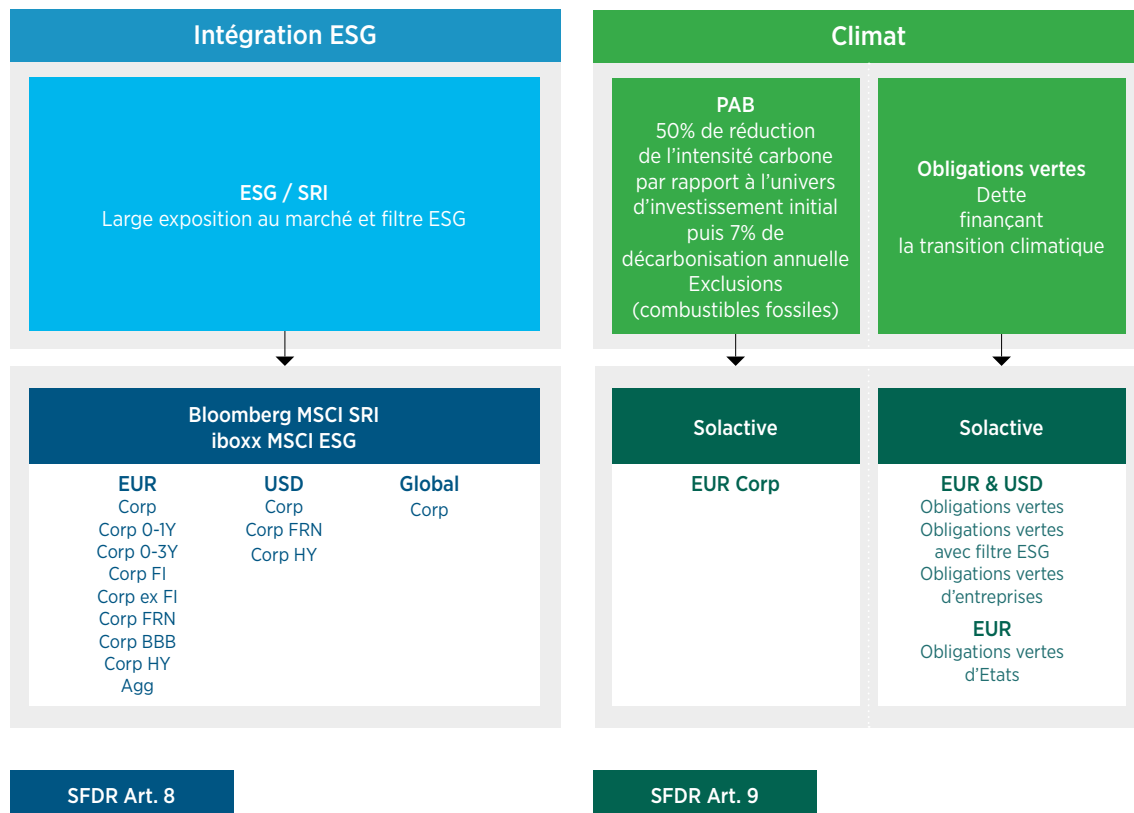 Intégration ESG
ESG / SRI
Large exposition au marché et filtre ESG
Bloomberg MSCI SRI
iboxx MSCI ESG
EUR
Corp
Corp 0-1Y
Corp 0-3Y
Corp FI
Corp ex FI
Corp FRN
Corp BBB
Corp HY
Agg
USD
Corp
Corp FRN
Corp HY
Global
Corp
SFDR Art. 8
Climat
PAB
50% de réduction
de l’intensité carbone
par rapport à l’univers
d’investissement initial
puis 7% de
décarbonisation annuelle
Exclusions
(combustibles fossiles)
Solactive
EUR Corp
Obligations vertes
Dette
finançant
la transition climatique
Solactive
EUR & USD
Obligations vertes
Obligations vertes
avec filtre ESG
Obligations vertes
d’entreprises
EUR
Obligations vertes
d’Etats
SFDR Art. 9